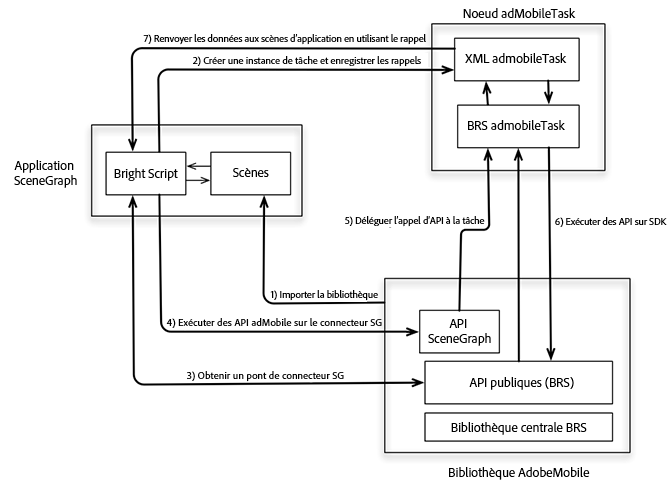 Noeud adMobileTask
7) Renvoyer les données aux scènes d'application en utilisant le rappel
XML admobileTask
2) Créer une instance de tâche et enregistrer les rappels
BRS admobileTask
Application
SceneGraph
Bright Script
Scènes
5) Déléguer l'appel d'API à la tâche
6) Exécuter des API sur SDK
1) Importer la bibliothèque
4) Exécuter des API adMobile sur le connecteur SG
API
SceneGraph
3) Obtenir un pont de connecteur SG
API publiques (BRS)
Bibliothèque centrale BRS
Bibliothèque AdobeMobile